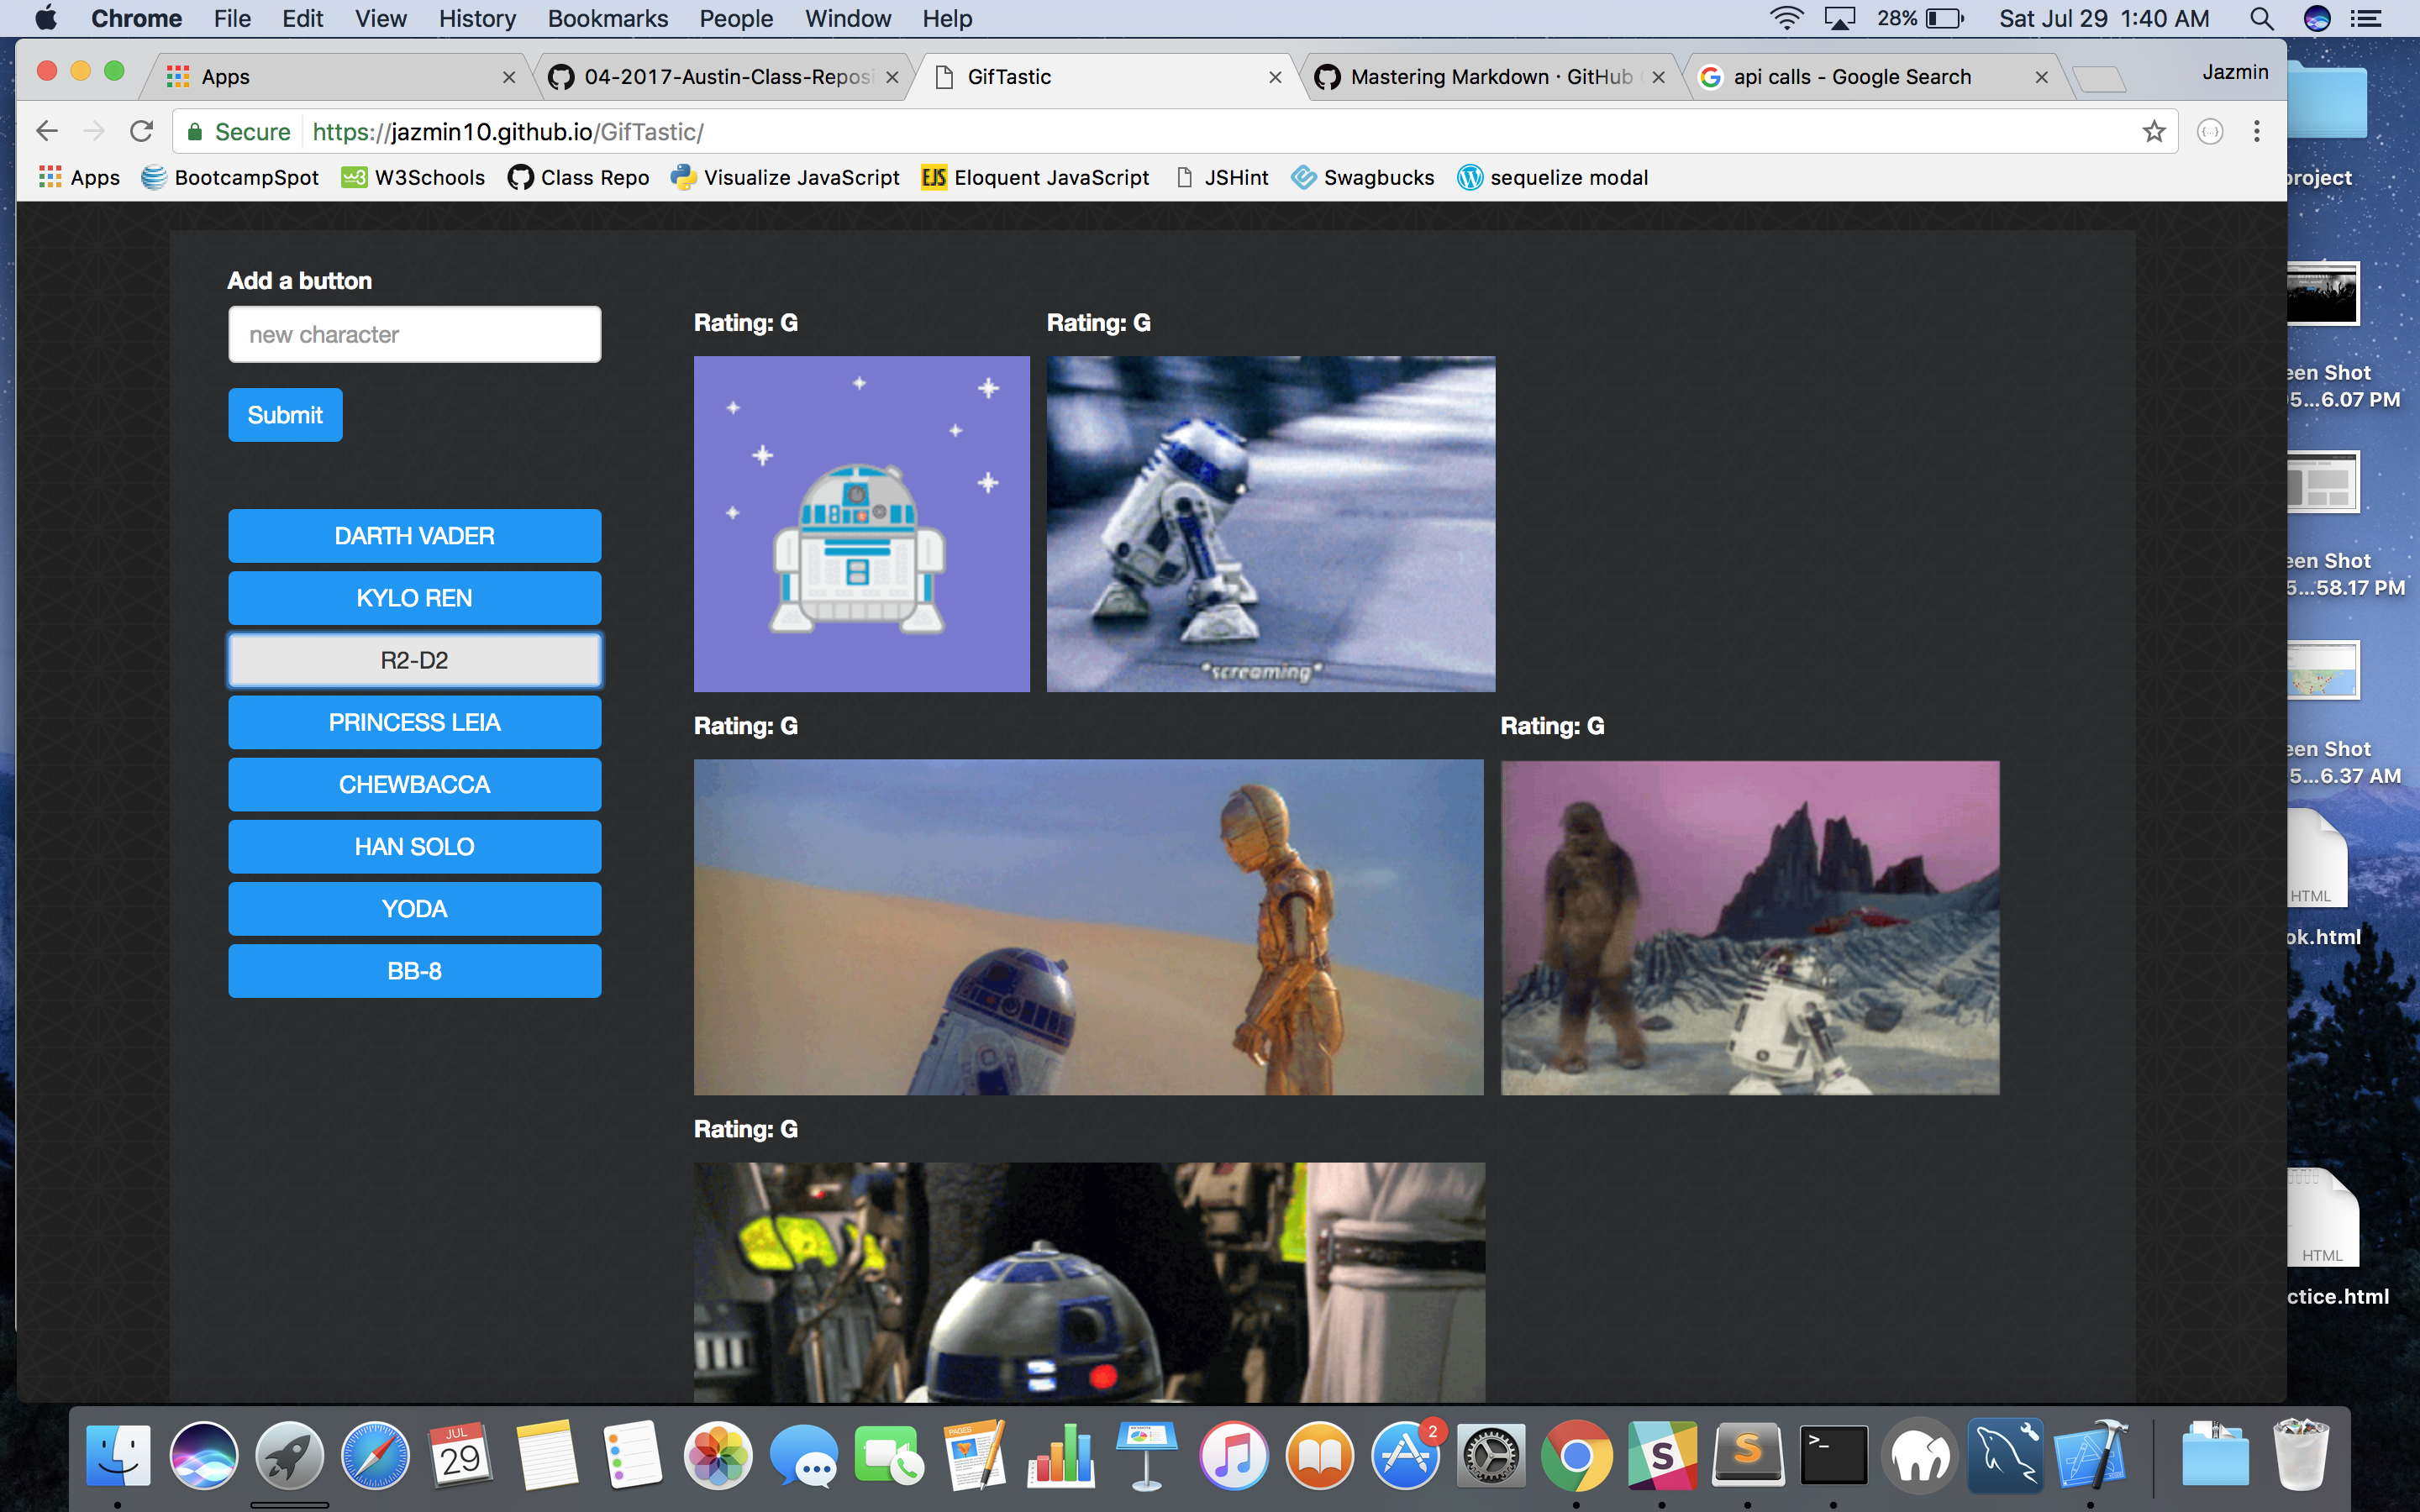 Chrome File Edit View History Bookmarks People Window Help 28% Sat Jul 29 1:40 AM
Apps 04-2017-Austin-Class-Reposi GifTastic Mastering Markdown · GitHub api calls - Google Search Jazmin
Secure https://jazmin10.github.io/GifTastic/
Apps BootcampSpot W3Schools Class Repo Visualize JavaScript EJS Eloquent JavaScript JSHint Swagbucks sequelize modal
Add a button
new character
Submit
DARTH VADER
KYLO REN
R2-D2
PRINCESS LEIA
CHEWBACCA
HAN SOLO
YODA
BB-8
Rating: G
Rating: G
*screaming*
Rating: G
Rating: G
Rating: G
project
een Shot
5...6.07 PM
een Shot
5...58.17 PM
een Shot
5...6.37 AM
HTML
ok.html
HTML
ctice.html
JUL
29
PAGES
2
S
S
>_